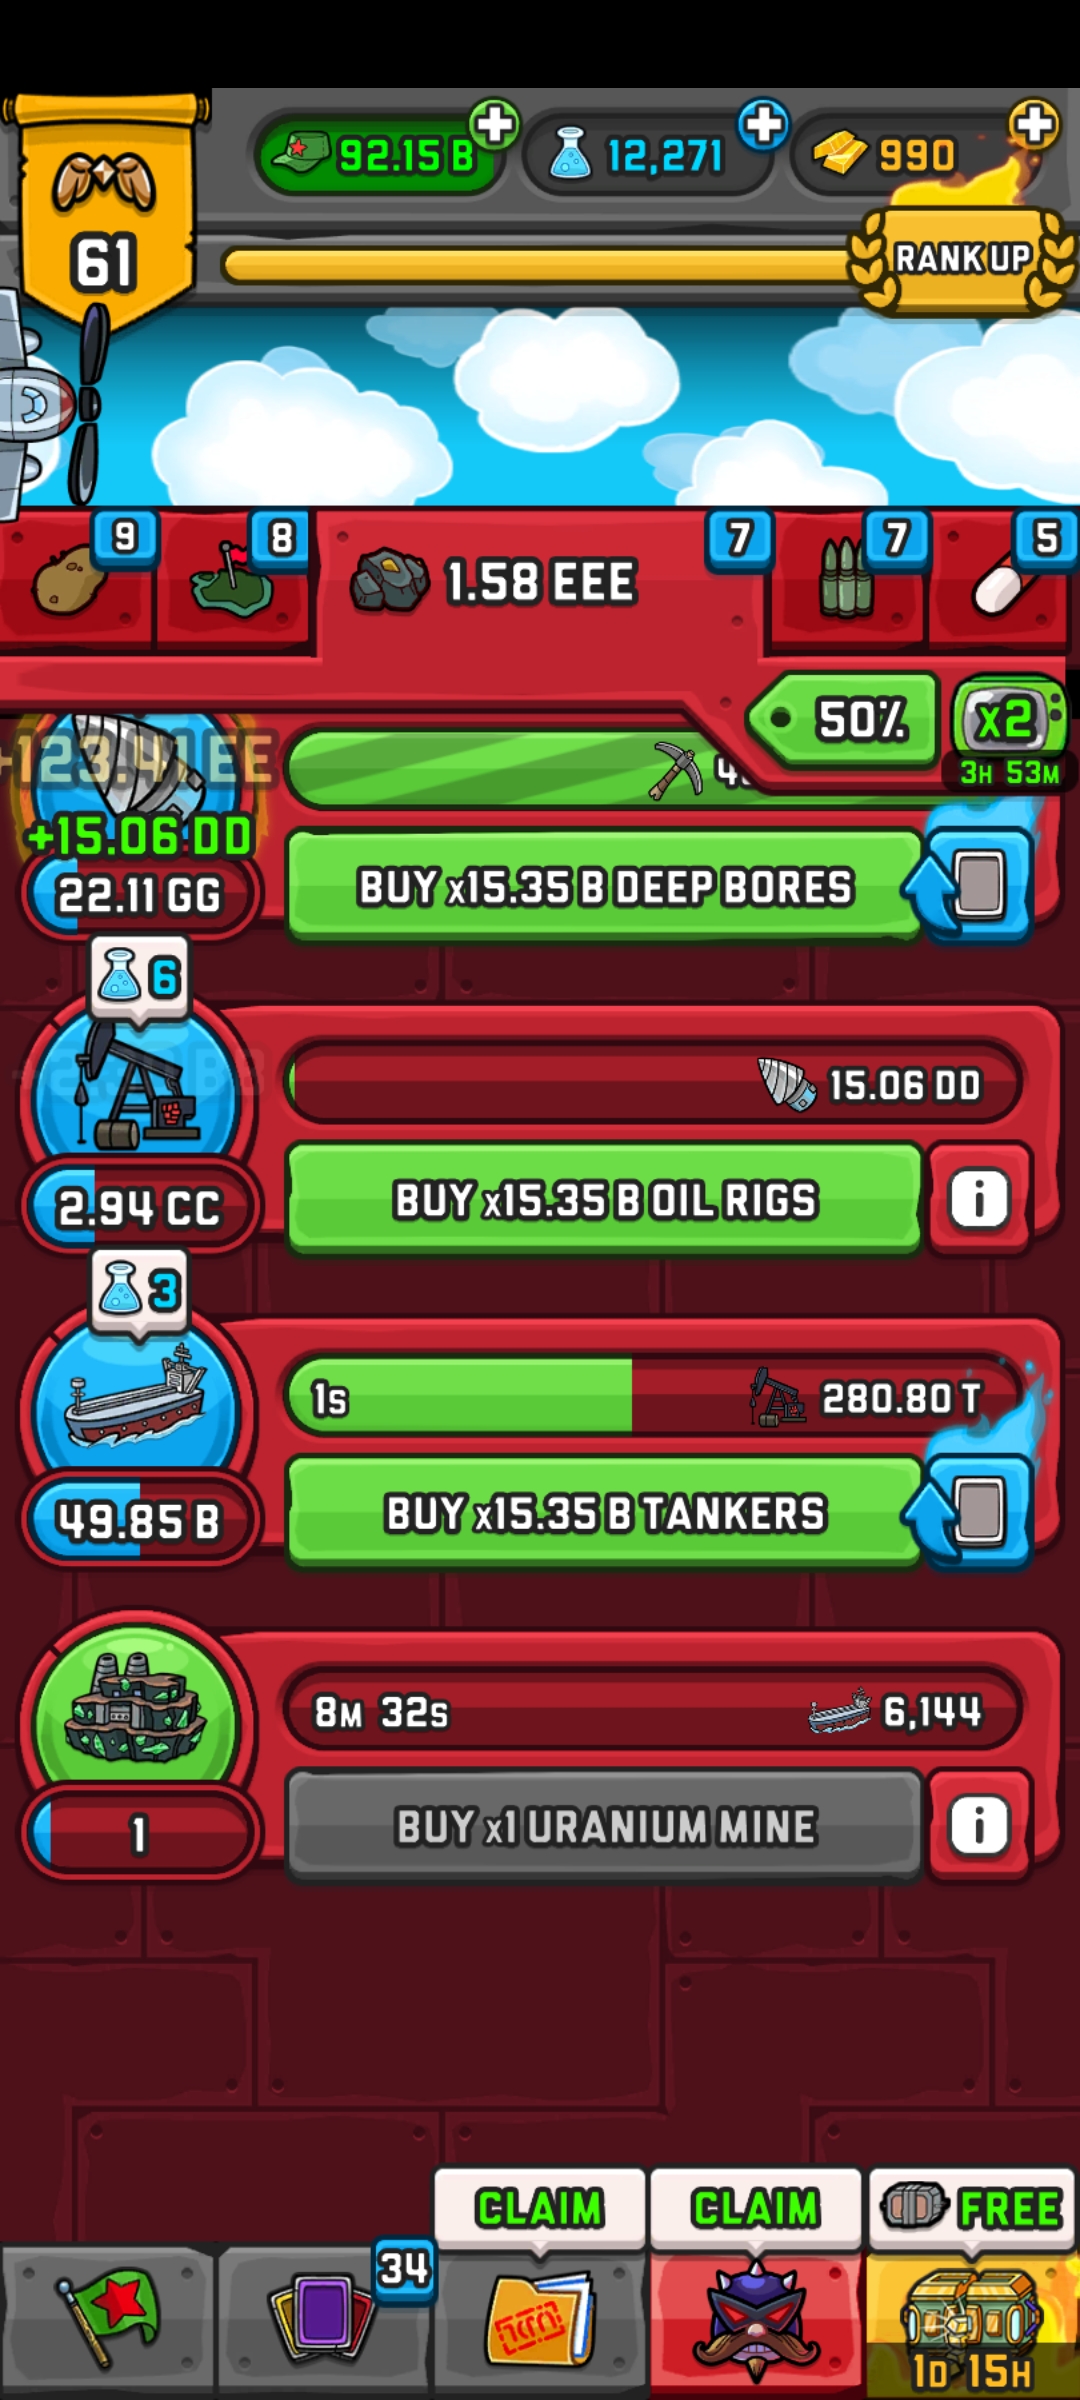 92.15 B
12,271
990
61
RANK UP
9
8
1.58 EEE
7
7
5
50%
x2
3H 53M
+15.06 DD
22.11 GG
BUY x15.35 B DEEP BORES
6
15.06 DD
2.94 CC
BUY x15.35 B OIL RIGS
i
3
1s
280.80 T
49.85 B
BUY x15.35 B TANKERS
8M 32s
6,144
1
BUY x1 URANIUM MINE
i
CLAIM
CLAIM
FREE
34
1D 15H